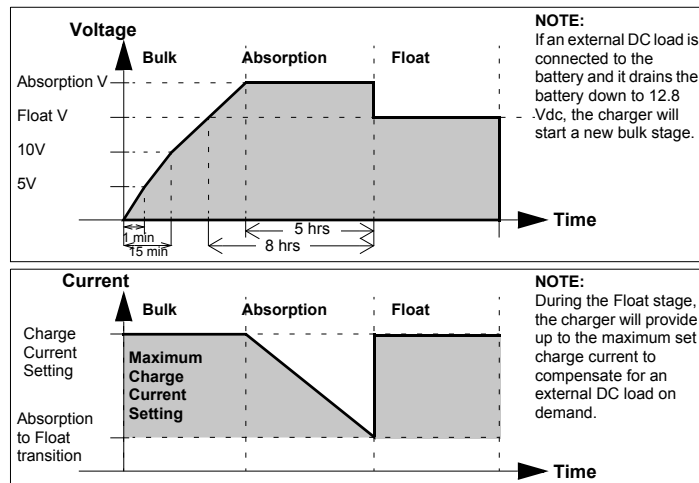 Voltage
Bulk
Absorption
Float
Absorption V
Float V
10V
5V
1 min
15 min
5 hrs
8 hrs
Time
NOTE:
If an external DC load is
connected to the
battery and it drains the
battery down to 12.8
Vdc, the charger will
start a new bulk stage.
Current
Bulk
Absorption
Float
Charge
Current
Setting
Maximum
Charge
Current
Setting
Absorption
to Float
transition
Time
NOTE:
During the Float stage,
the charger will provide
up to the maximum set
charge current to
compensate for an
external DC load on
demand.